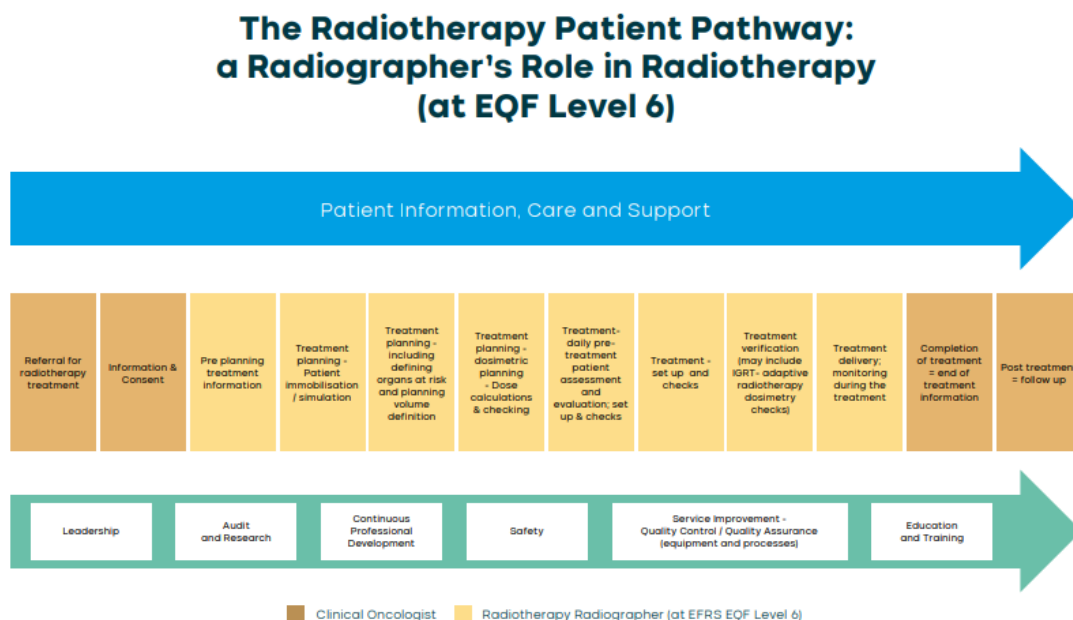 The Radiotherapy Patient Pathway:
a Radiographer's Role in Radiotherapy
(at EQF Level 6)
Patient Information, Care and Support
Referral for
radiotherapy
treatment
Information &
Consent
Pre planning
treatment
information
Treatment
planning -
Patient
immobilisation
/ simulation
Treatment
planning -
including
defining
organs at risk
and planning
volume
definition
Treatment
planning -
dosimetric
planning
- Dose
calculations
& checking
Treatment-
daily pre-
treatment
patient
assessment
and
evaluation; set
up & checks
Treatment -
set up and
checks
Treatment
verification
(may include
IGRT- adaptive
radiotherapy
dosimetry
checks)
Treatment
delivery;
monitoring
during the
treatment
Completion
of treatment
= end of
treatment
information
Post treatment
= follow up
Leadership
Audit
and Research
Continuous
Professional
Development
Safety
Service Improvement -
Quality Control / Quality Assurance
(equipment and processes)
Education
and Training
Clinical Oncologist
Radiotherapy Radiographer (at EFRS EQF Level 6)